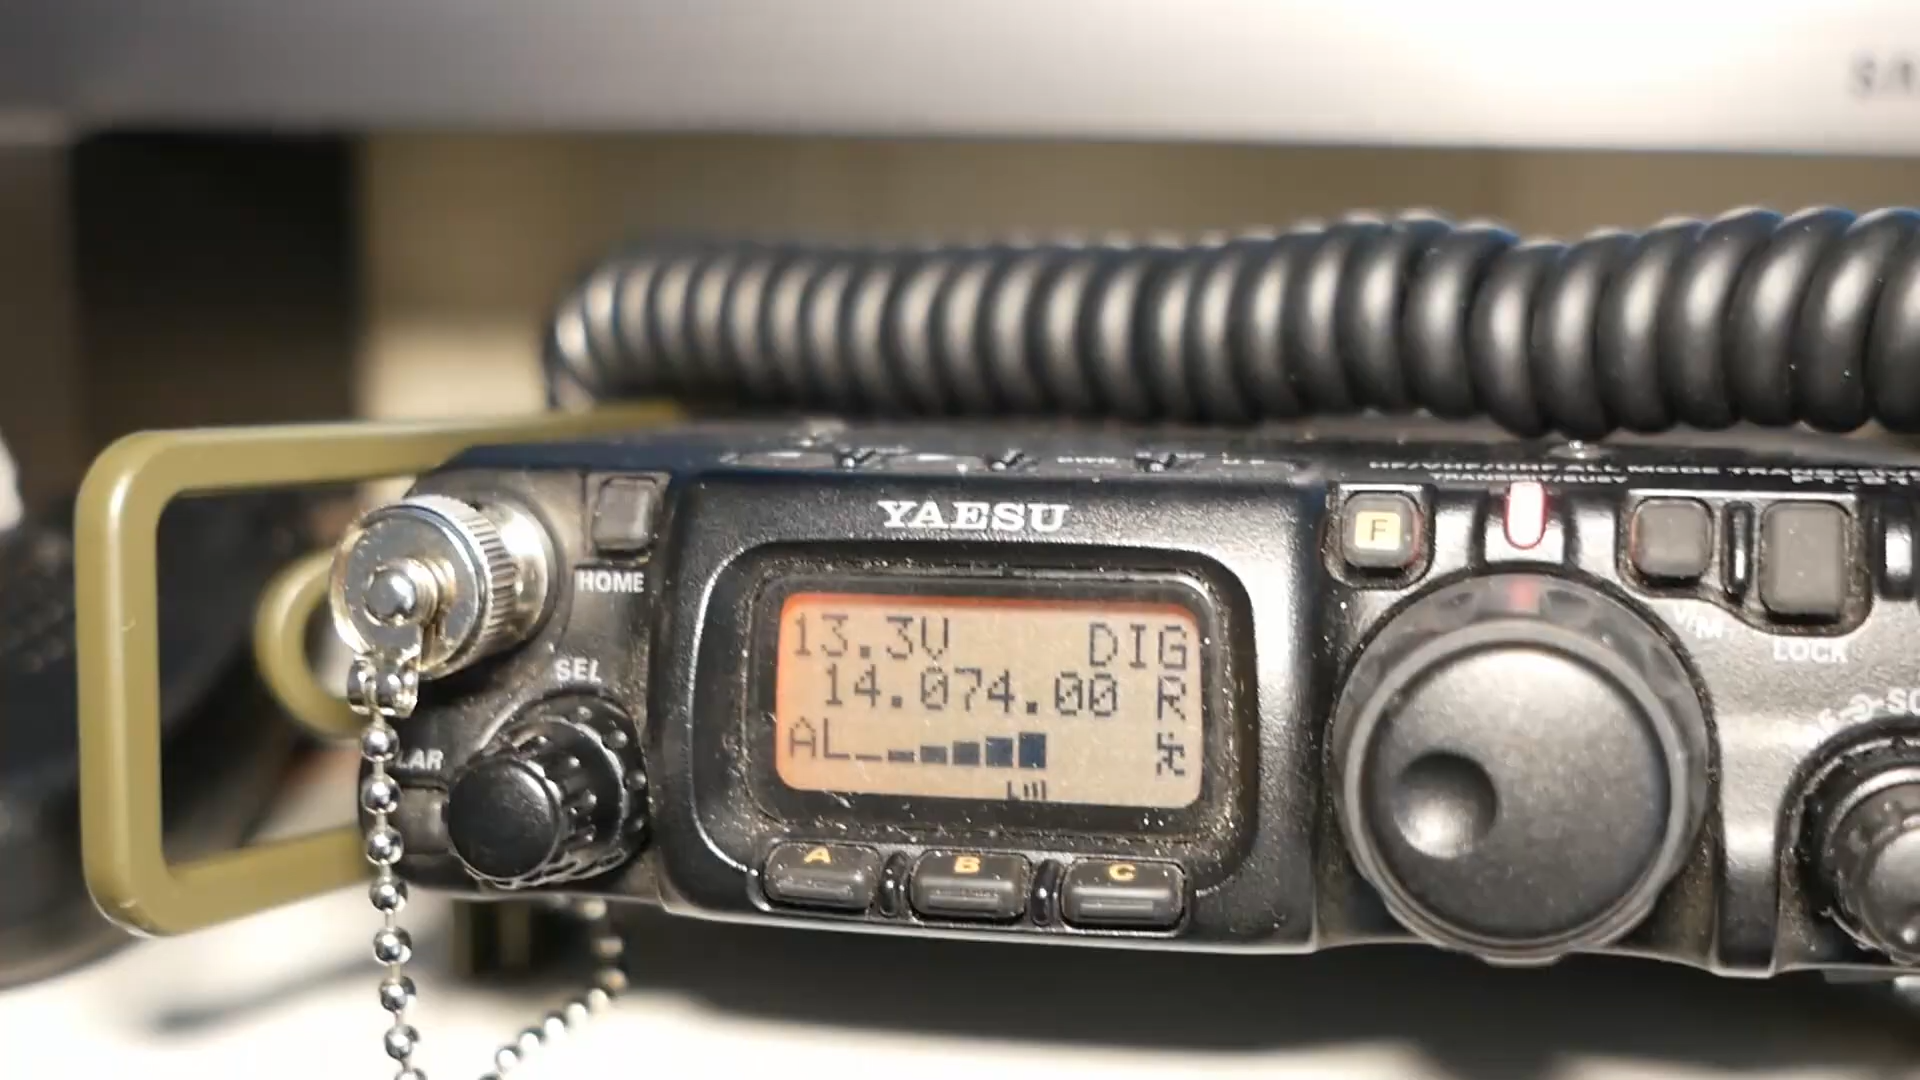 YAESU
HF/VHF/UHF ALL MODE TRANSCEIVER
TRANSMIT/BUSY
F
HOME
V/M
LOCK
SEL
13.3V DIG
14.074.00 R
AL
A
B
C